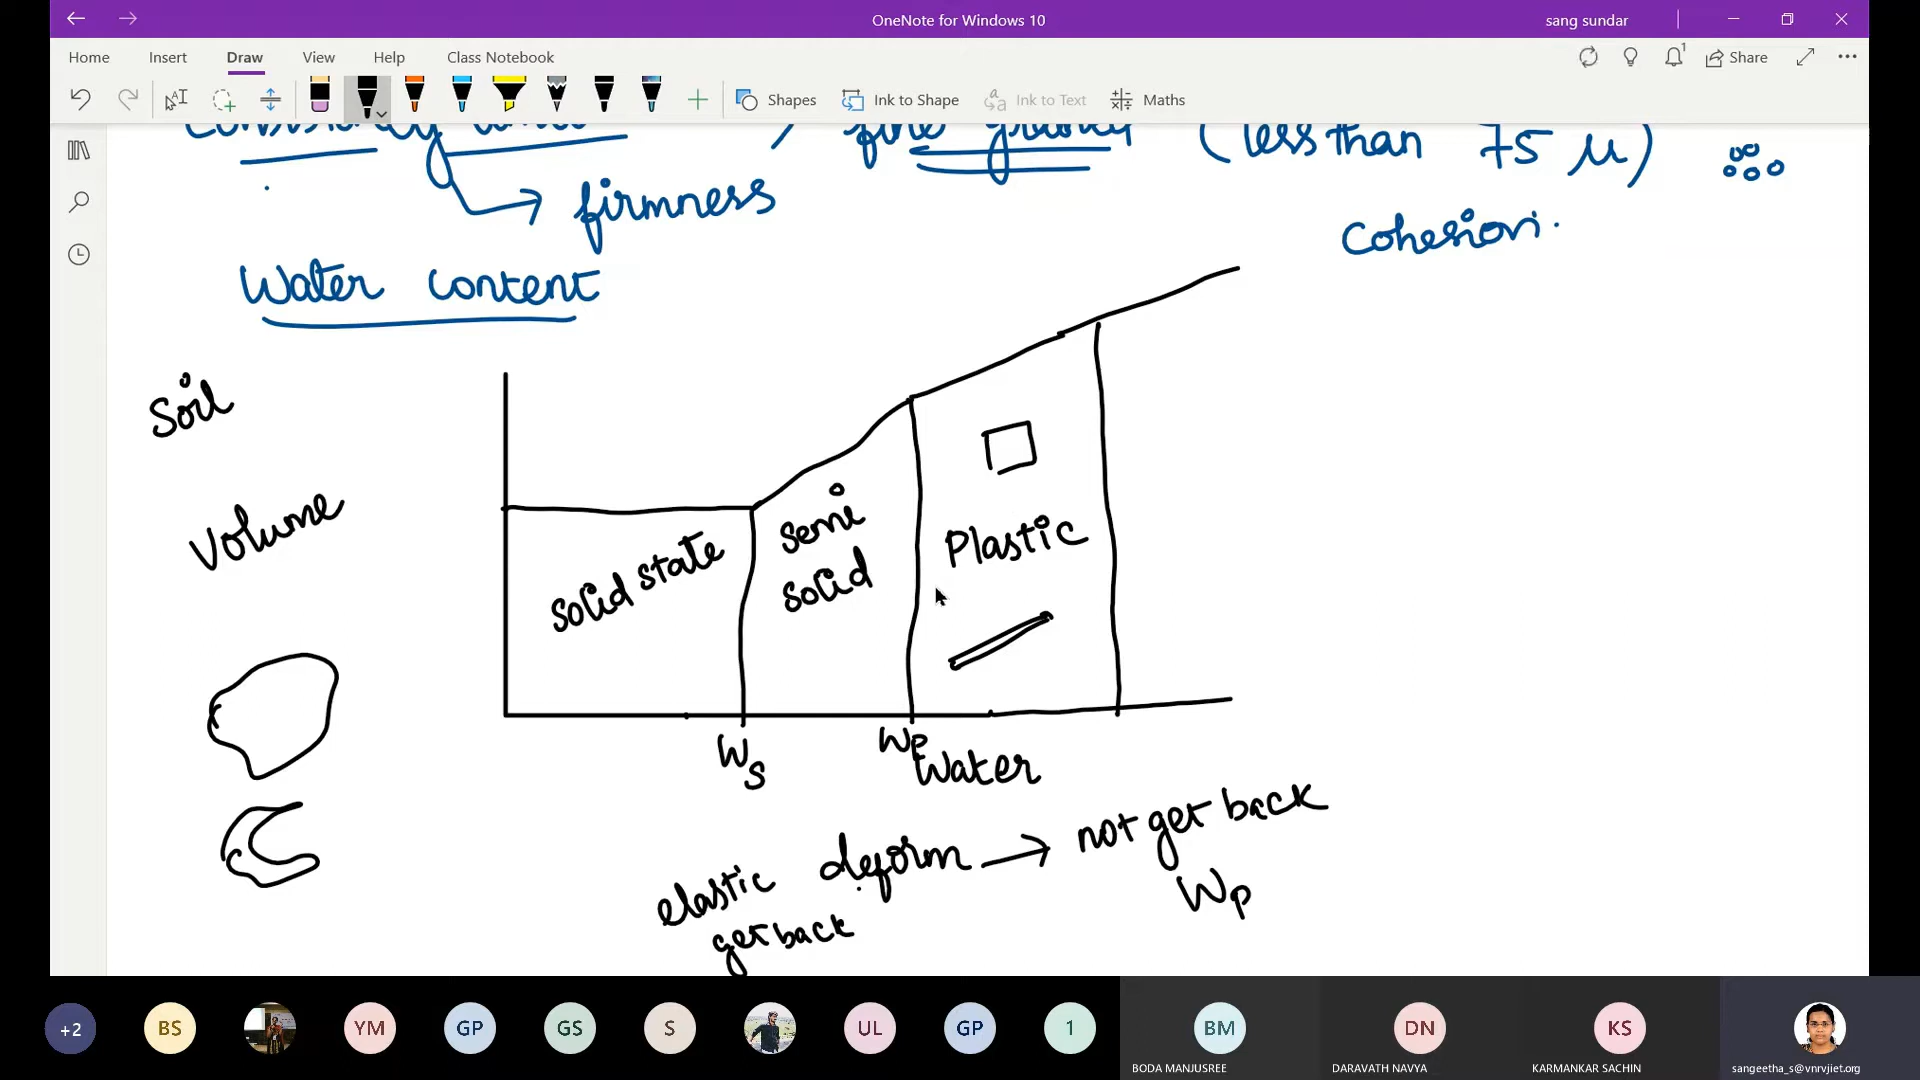 OneNote for Windows 10
sang sundar
Home Insert Draw View Help Class Notebook
1
Share
Shapes
Ink to Shape
Ink to Text
Maths
(less than 75 μ)
firmness
cohesion.
Water content
Soil
Volume
Solid state
Semi
Solid
Plastic
Ws
Wp
Water
elastic deform → not get back
get back
Wp
+2 BS YM GP GS S UL GP 1 BM DN KS
BODA MANJUSREE DARAVATH NAVYA KARMANKAR SACHIN sangeetha_s@vnrvjiet.org